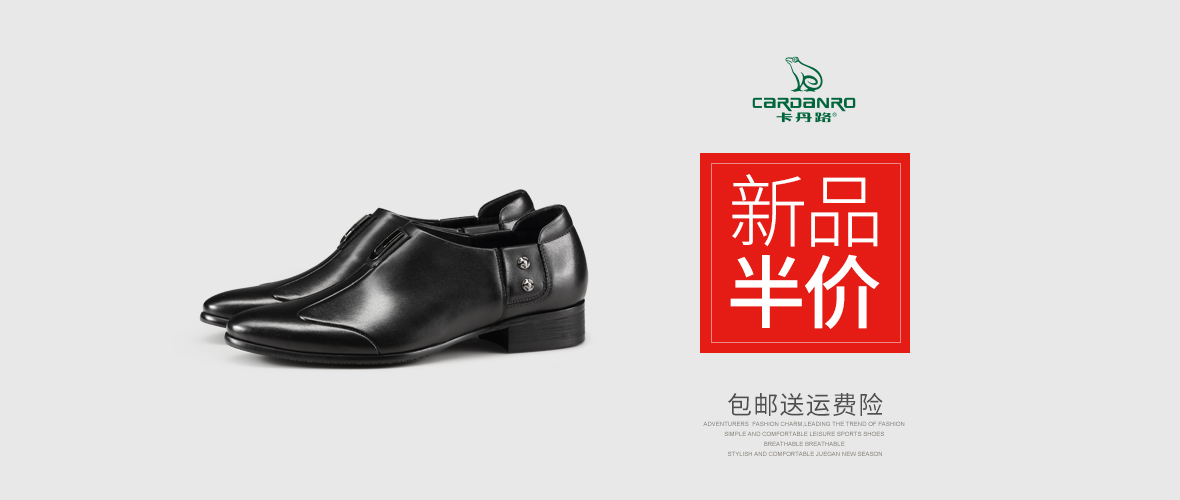 CARDANRO
卡丹路®
新品
半价
包邮送运费险
ADVENTURERS FASHION CHARM,LEADING THE TREND OF FASHION
SIMPLE AND COMFORTABLE LEISURE SPORTS SHOES
BREATHABLE BREATHABLE
STYLISH AND COMFORTABLE JUEGAN NEW SEASON